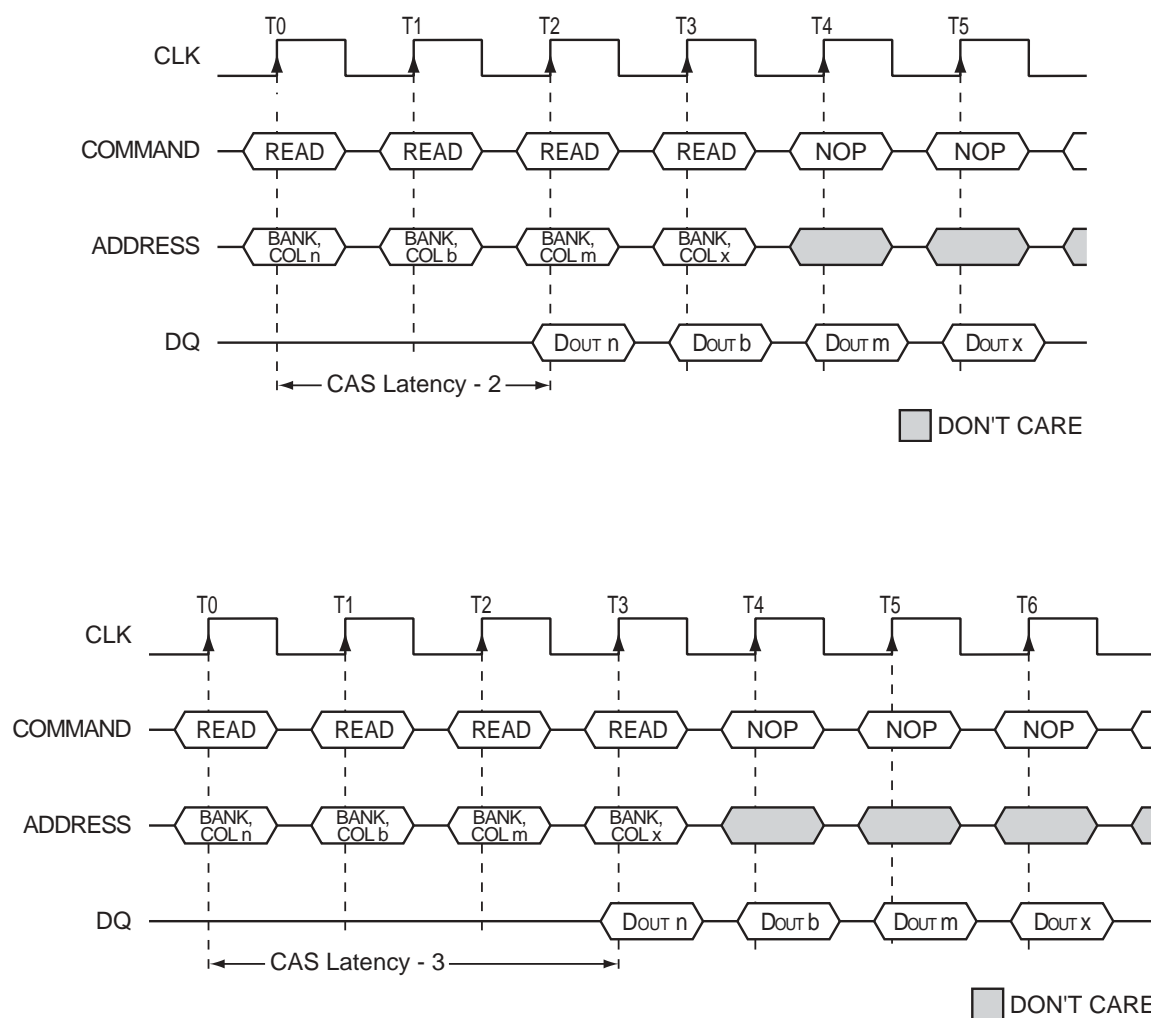 T0 T1 T2 T3 T4 T5
CLK
COMMAND READ READ READ READ NOP NOP
ADDRESS BANK, COL n BANK, COL b BANK, COL m BANK, COL x
DQ DOUT n DOUT b DOUT m DOUT x
CAS Latency - 2
DON'T CARE
T0 T1 T2 T3 T4 T5 T6
CLK
COMMAND READ READ READ READ NOP NOP NOP
ADDRESS BANK, COL n BANK, COL b BANK, COL m BANK, COL x
DQ DOUT n DOUT b DOUT m DOUT x
CAS Latency - 3
DON'T CARE